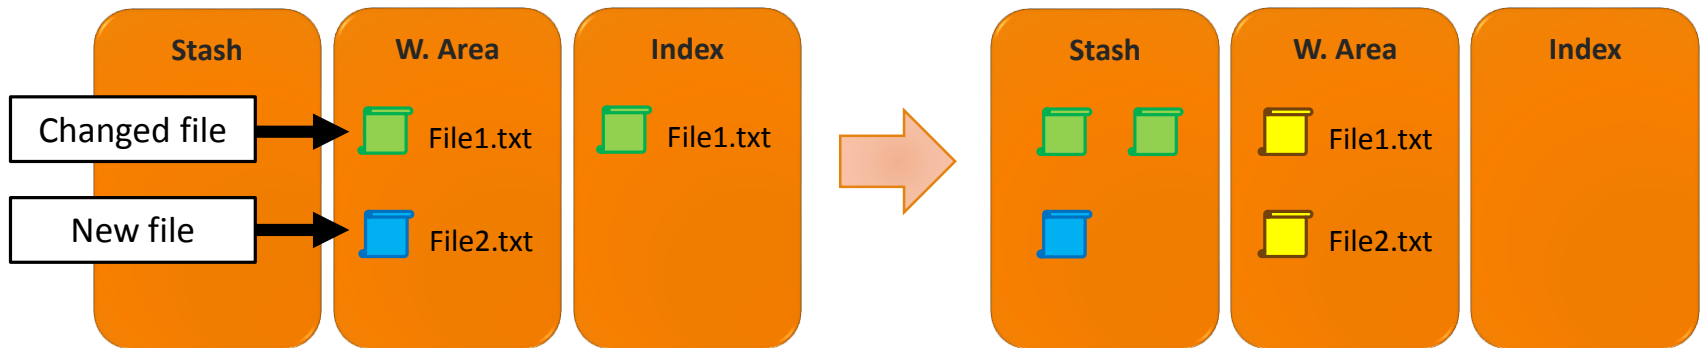 Stash
W. Area
Index
Changed file
File1.txt
File1.txt
New file
File2.txt
Stash
W. Area
Index
File1.txt
File2.txt